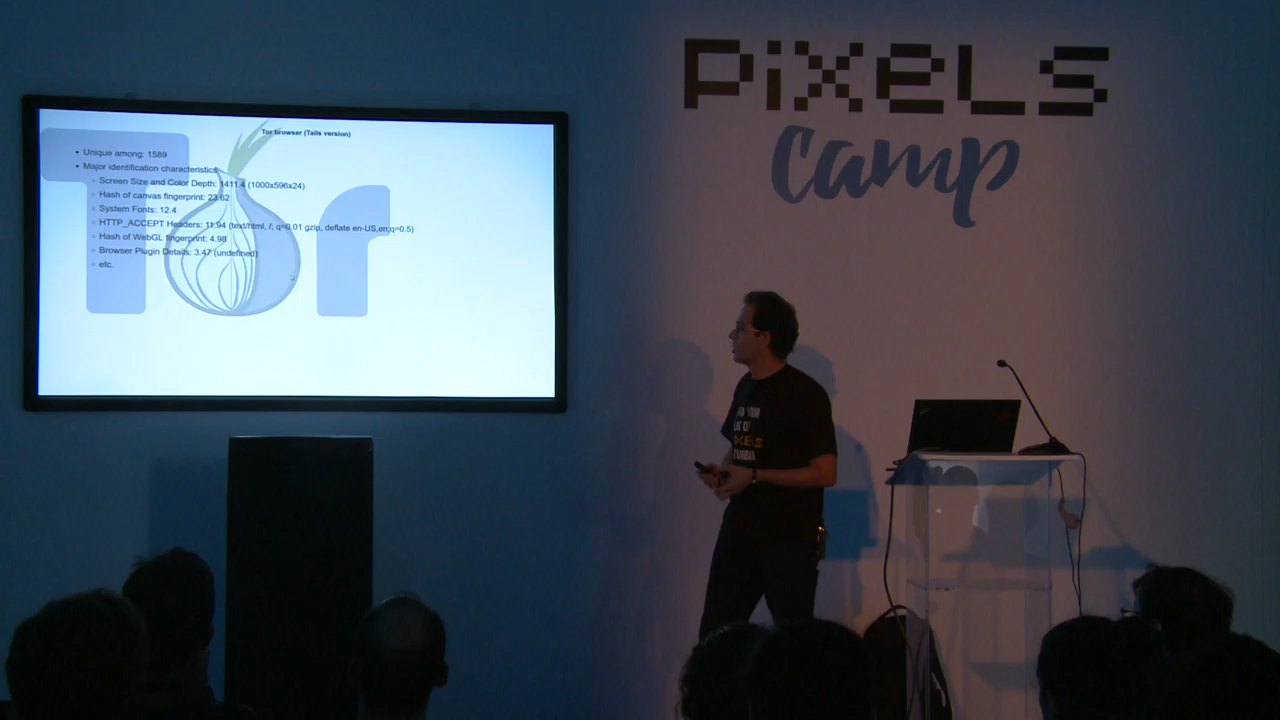 PiXELS
camp
Tor
Tor browser (Tails version)
• Unique among: 1589
• Major identification characteristics
○ Screen Size and Color Depth: 1411.4 (1000x596x24)
○ Hash of canvas fingerprint: 23.62
○ System Fonts: 12.4
○ HTTP_ACCEPT Headers: 11.94 (text/html, /; q=0.01 gzip, deflate en-US,en;q=0.5)
○ Hash of WebGL fingerprint: 4.98
○ Browser Plugin Details: 3.47 (undefined)
○ etc.